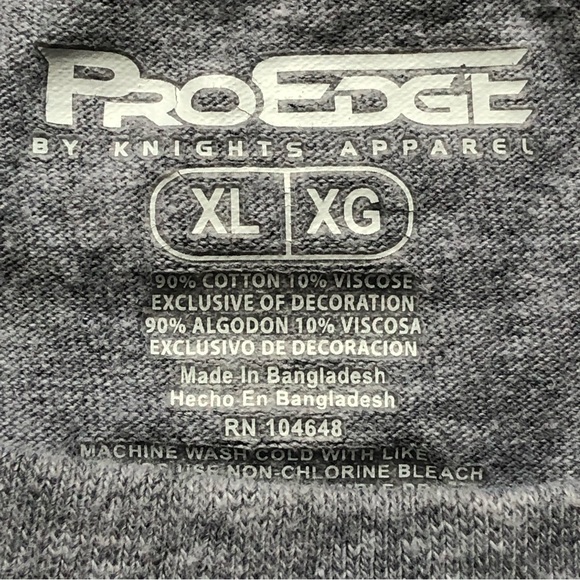 PROEDGE
BY KNIGHTS APPAREL
XL XG
90% COTTON 10% VISCOSE
EXCLUSIVE OF DECORATION
90% ALGODON 10% VISCOSA
EXCLUSIVO DE DECORACION
Made In Bangladesh
Hecho En Bangladesh
RN 104648
MACHINE WASH COLD WITH LIKE
USE NON-CHLORINE BLEACH